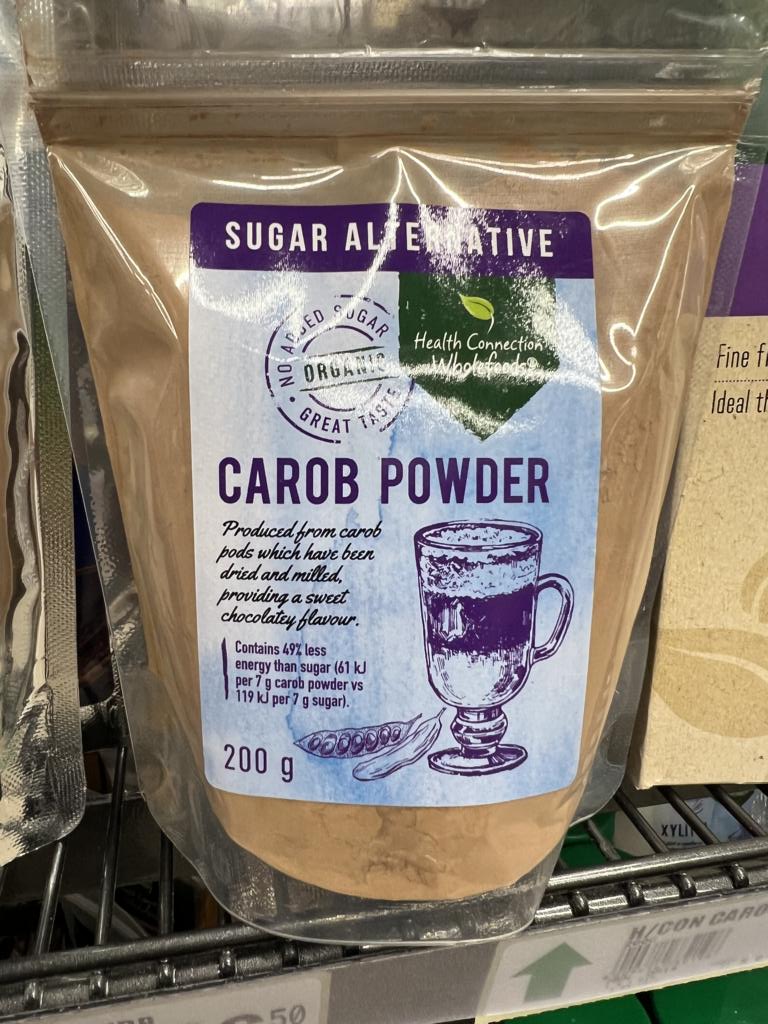 SUGAR ALTERNATIVE
NO ADDED SUGAR
ORGANIC
GREAT TASTE
Health Connection
Wholefoods®
CAROB POWDER
Produced from carob
pods which have been
dried and milled,
providing a sweet
chocolatey flavour.
Contains 49% less
energy than sugar (61 kJ
per 7 g carob powder vs
119 kJ per 7 g sugar).
200 g
Fine
Ideal
H/CON CARO
50